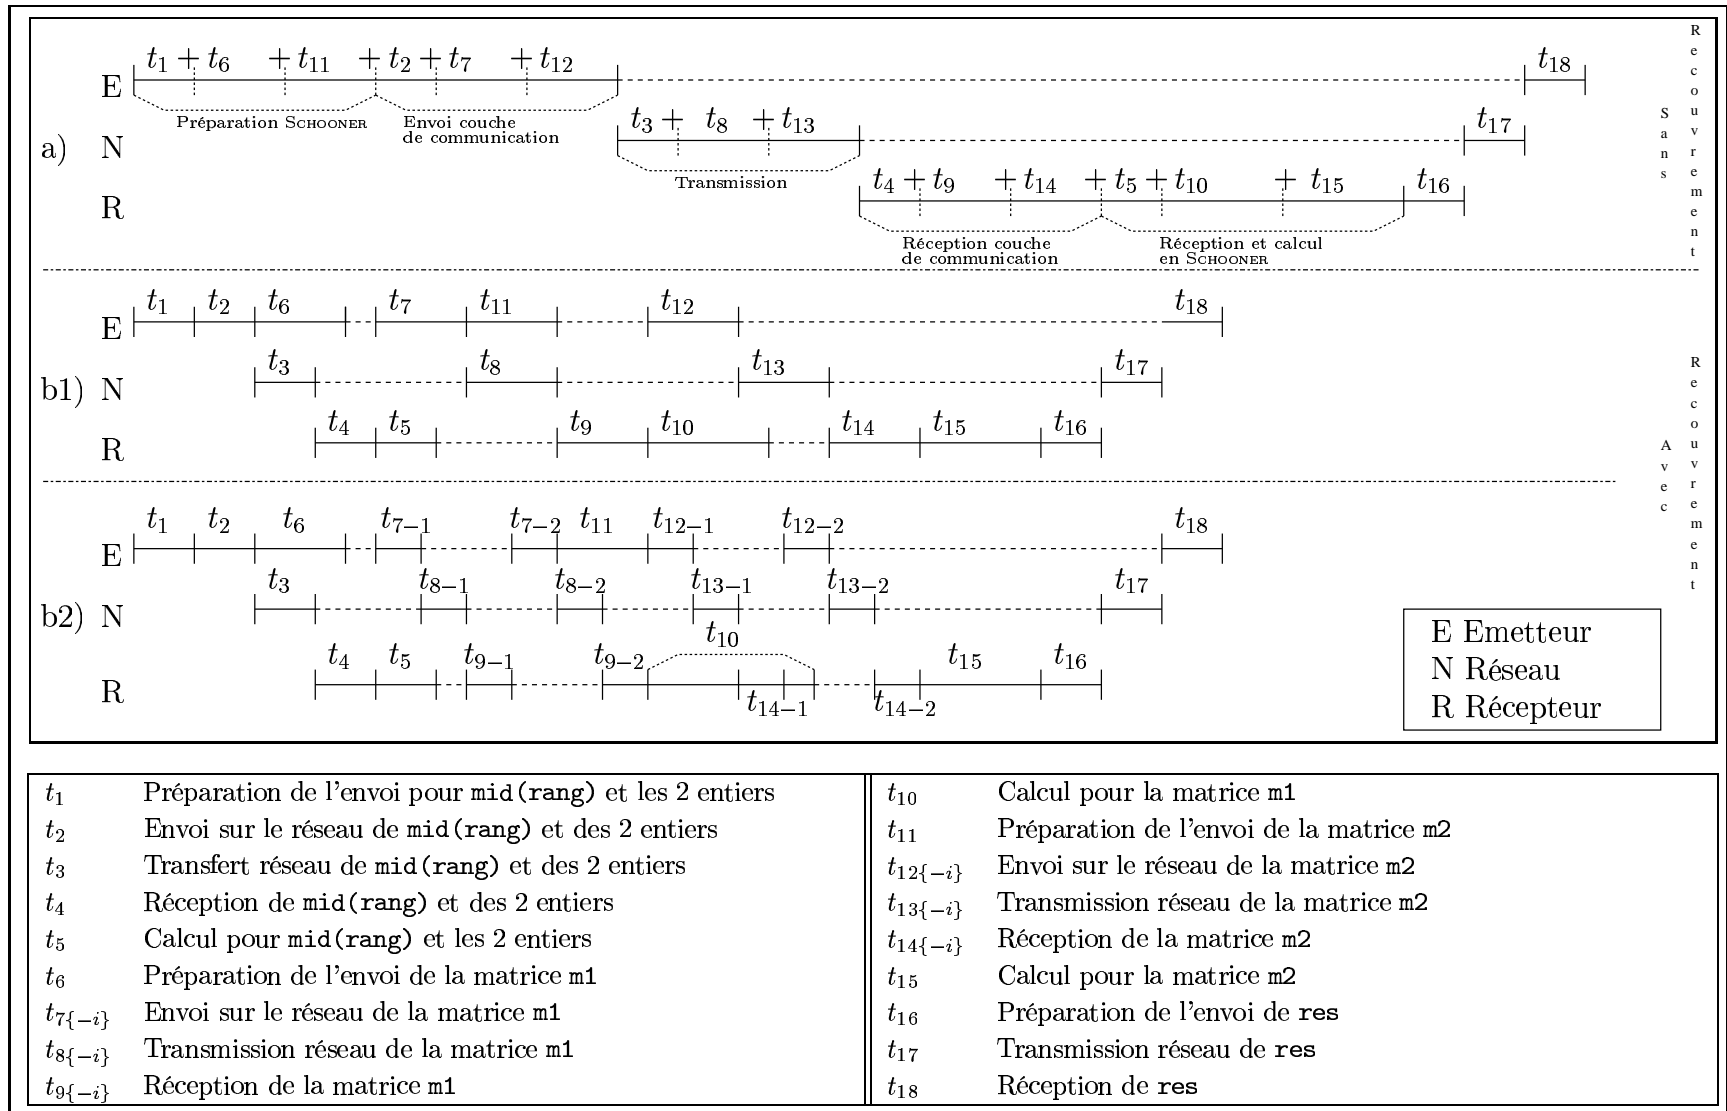 t1 + t6 + t11 + t2 + t7 + t12 t18
E
Préparation SCHOONER
Envoi couche
de communication
t3 + t8 + t13 t17
a) N
Transmission
t4 + t9 + t14 + t5 + t10 + t15 t16
R
Réception couche
de communication
Réception et calcul
en SCHOONER
Sans
Recouvrement
t1 t2 t6 t7 t11 t12 t18
E
t3 t8 t13 t17
b1) N
t4 t5 t9 t10 t14 t15 t16
R
Avec
Recouvrement
t1 t2 t6 t7−1 t7−2 t11 t12−1 t12−2 t18
E
t3 t8−1 t8−2 t13−1 t13−2 t17
b2) N
t10
t4 t5 t9−1 t9−2 t15 t16
R
t14−1 t14−2
E Emetteur
N Réseau
R Récepteur
t1 Préparation de l'envoi pour mid(rang) et les 2 entiers
t2 Envoi sur le réseau de mid(rang) et des 2 entiers
t3 Transfert réseau de mid(rang) et des 2 entiers
t4 Réception de mid(rang) et des 2 entiers
t5 Calcul pour mid(rang) et les 2 entiers
t6 Préparation de l'envoi de la matrice m1
t7{−i} Envoi sur le réseau de la matrice m1
t8{−i} Transmission réseau de la matrice m1
t9{−i} Réception de la matrice m1
t10 Calcul pour la matrice m1
t11 Préparation de l'envoi de la matrice m2
t12{−i} Envoi sur le réseau de la matrice m2
t13{−i} Transmission réseau de la matrice m2
t14{−i} Réception de la matrice m2
t15 Calcul pour la matrice m2
t16 Préparation de l'envoi de res
t17 Transmission réseau de res
t18 Réception de res